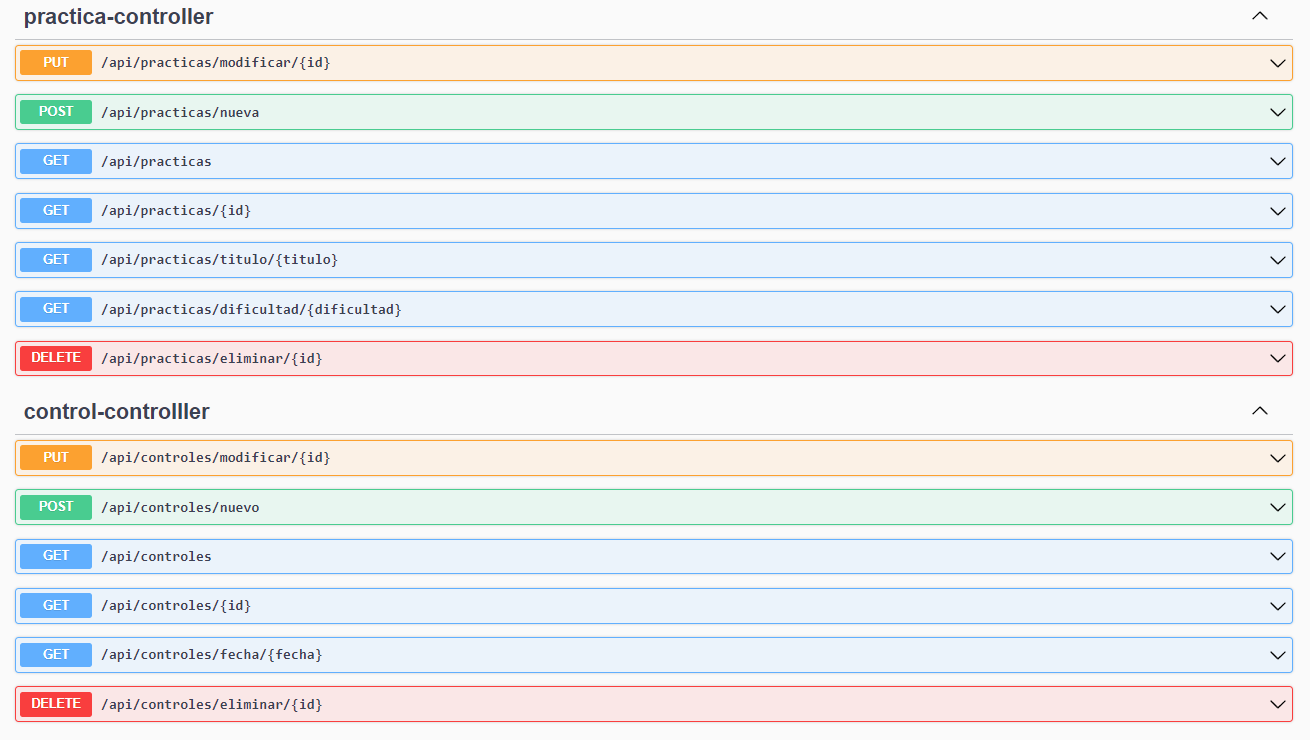 practica-controller
PUT /api/practicas/modificar/{id}
POST /api/practicas/nueva
GET /api/practicas
GET /api/practicas/{id}
GET /api/practicas/titulo/{titulo}
GET /api/practicas/dificultad/{dificultad}
DELETE /api/practicas/eliminar/{id}
control-controlller
PUT /api/controles/modificar/{id}
POST /api/controles/nuevo
GET /api/controles
GET /api/controles/{id}
GET /api/controles/fecha/{fecha}
DELETE /api/controles/eliminar/{id}